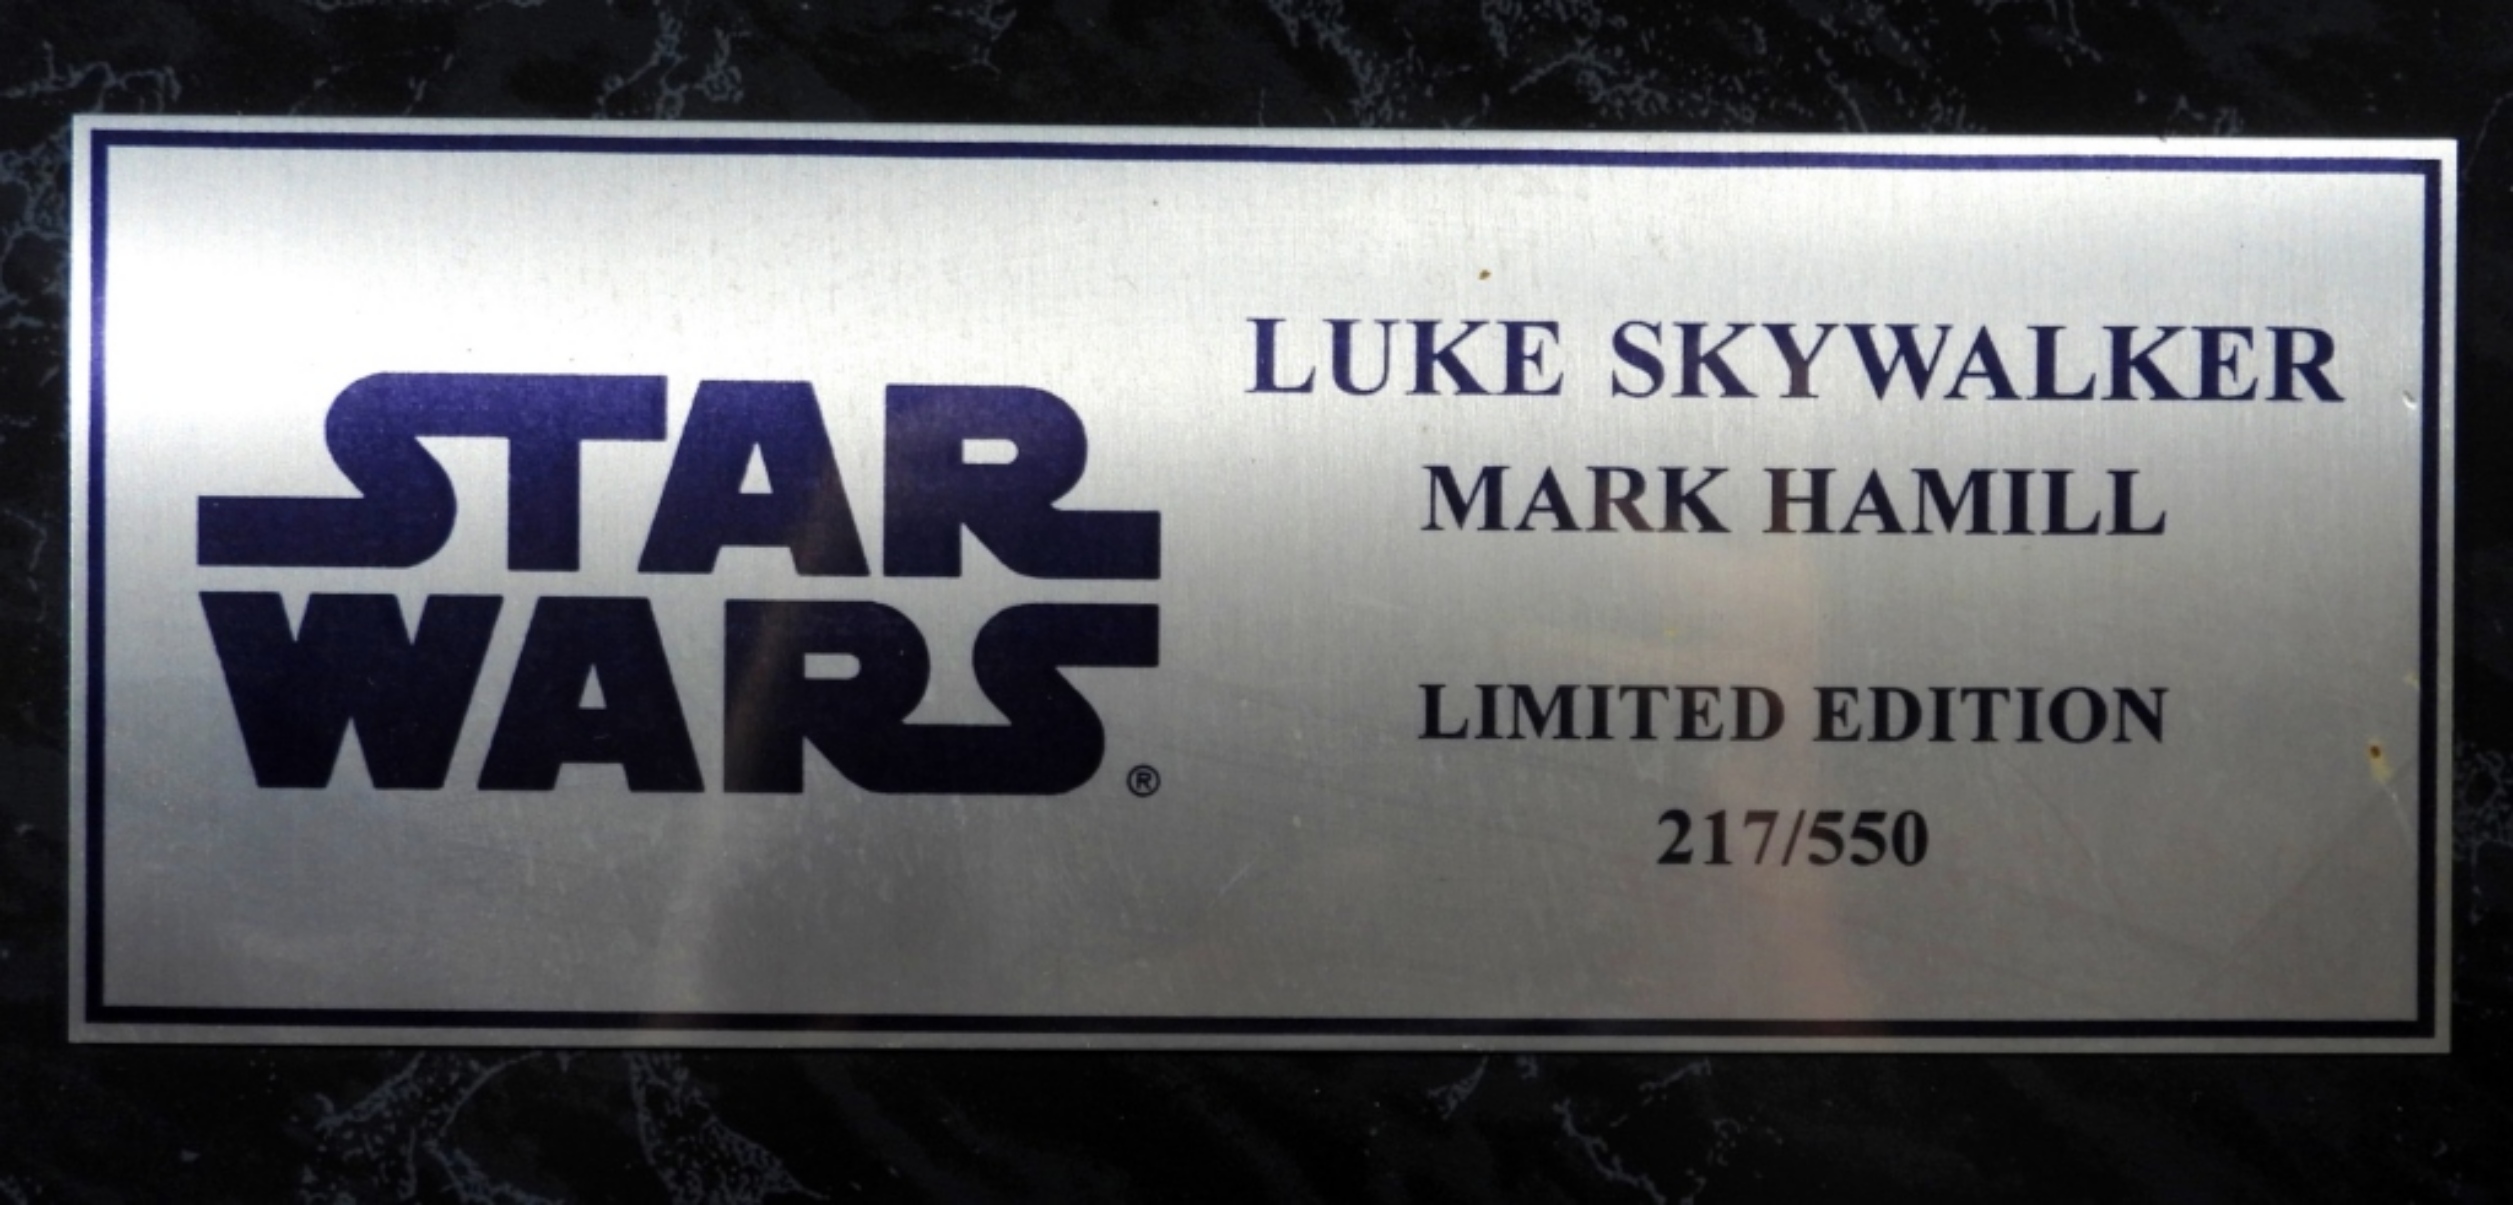 STAR
WARS®
LUKE SKYWALKER
MARK HAMILL
LIMITED EDITION
217/550